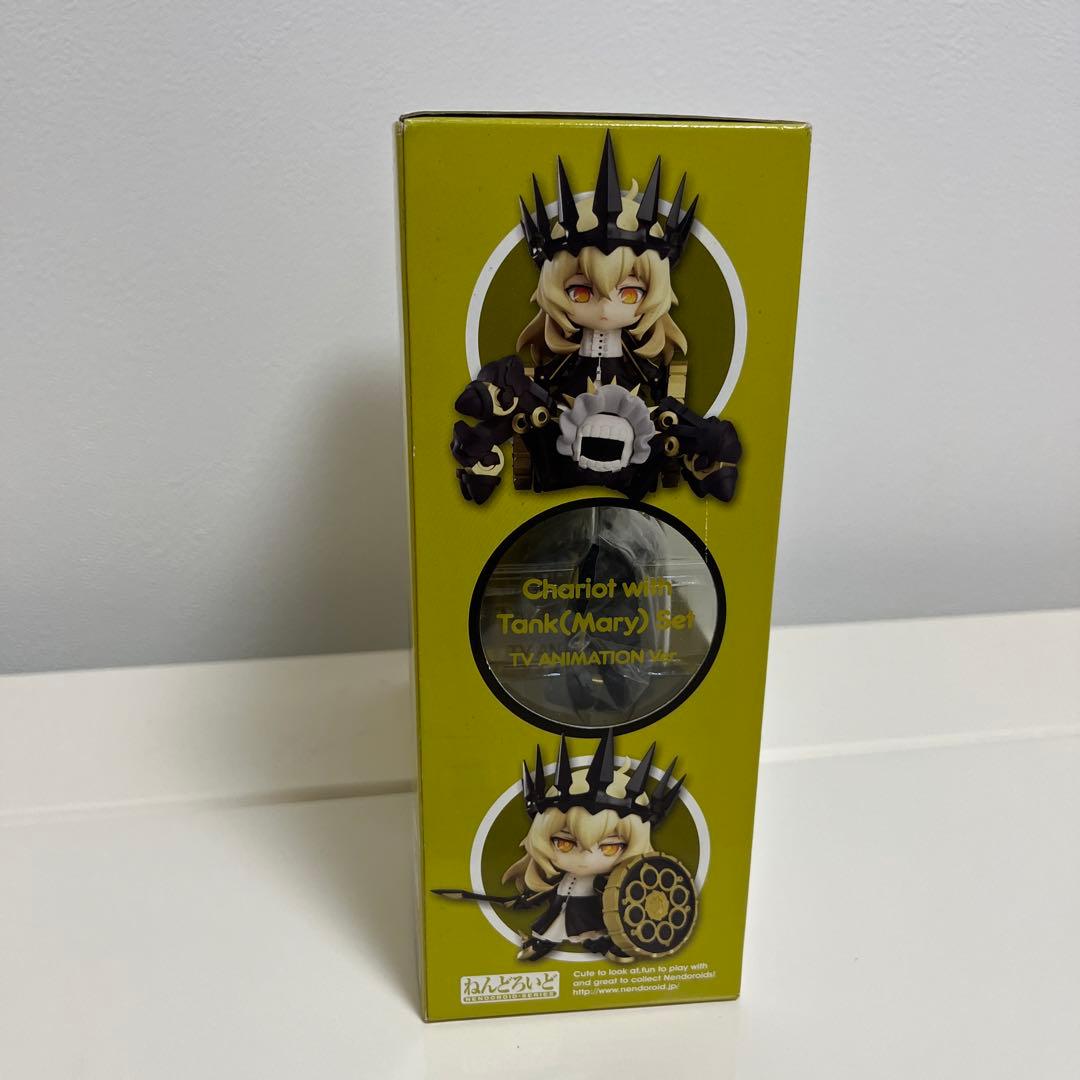 Chariot with
Tank(Mary) Set
TV ANIMATION Ver.
ねんどろいど
NENDOROID·SERIES
Cute to look at,fun to play with
and great to collect Nendoroids!
http://www.nendoroid.jp/